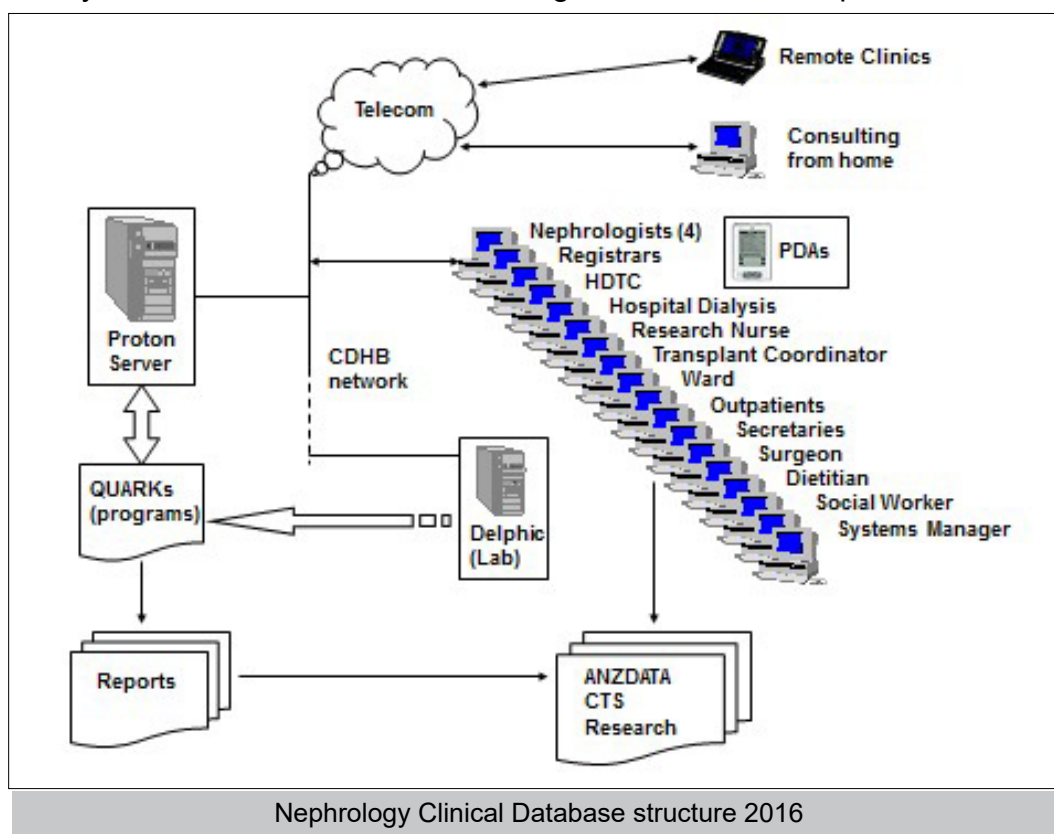 Telecom
Remote Clinics
Consulting
from home
Proton
Server
CDHB
network
Nephrologists (4)
Registrars
HDTC
Hospital Dialysis
Research Nurse
Transplant Coordinator
Ward
Outpatients
Secretaries
Surgeon
Dietitian
Social Worker
Systems Manager
PDAs
QUARKs
(programs)
Delphic
(Lab)
Reports
ANZDATA
CTS
Research
Nephrology Clinical Database structure 2016